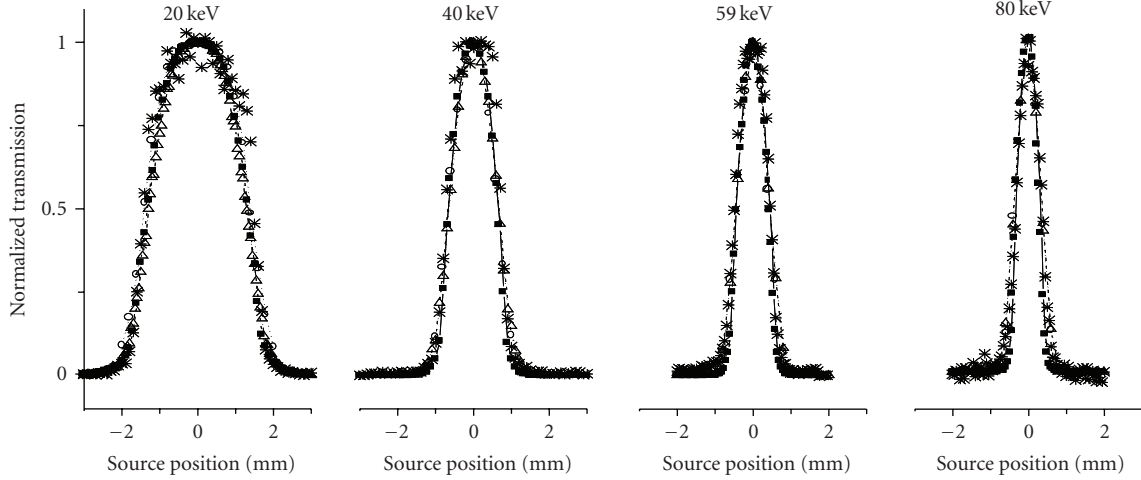 20 keV
40 keV
59 keV
80 keV
Normalized transmission
1
0.5
0
−2 0 2
−2 0 2
−2 0 2
−2 0 2
Source position (mm)
Source position (mm)
Source position (mm)
Source position (mm)